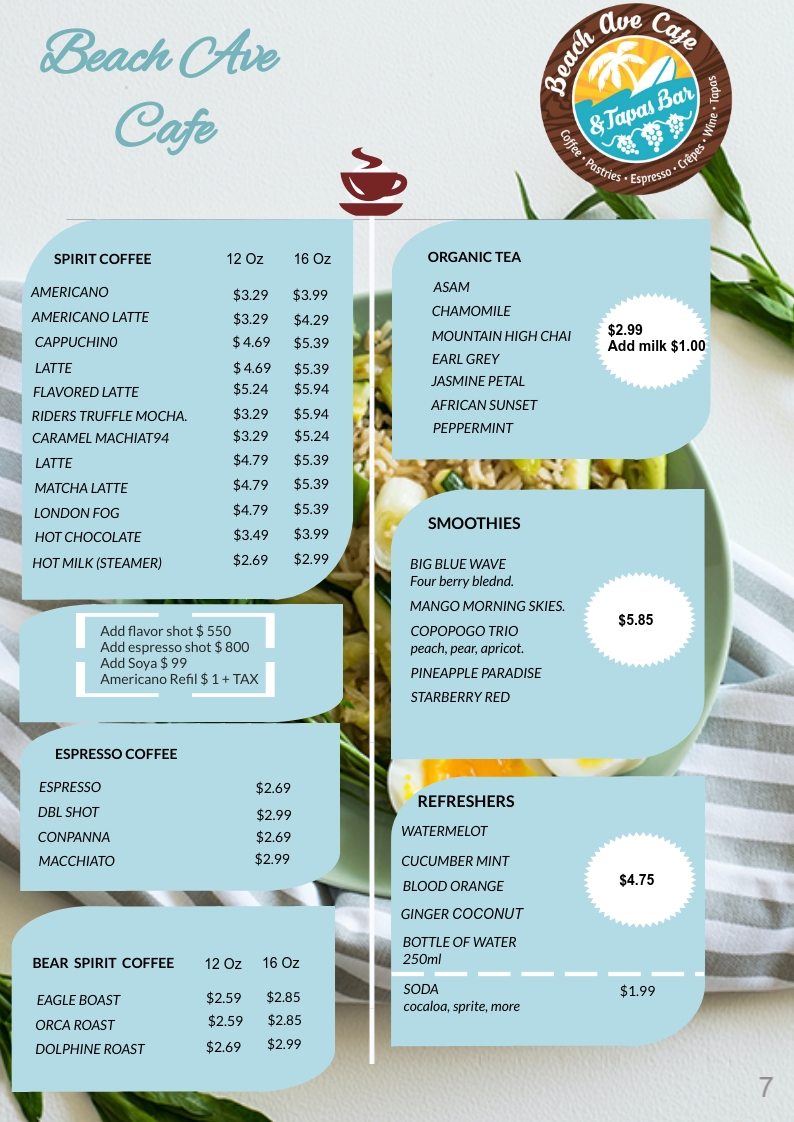 Beach Ave
Cafe
Beach Ave Cafe
& Tapas Bar
Coffee • Pastries • Espresso • Crêpes • Wine • Tapas
SPIRIT COFFEE 12 Oz 16 Oz
AMERICANO $3.29 $3.99
AMERICANO LATTE $3.29 $4.29
CAPPUCHIN0 $ 4.69 $5.39
LATTE $ 4.69 $5.39
FLAVORED LATTE $5.24 $5.94
RIDERS TRUFFLE MOCHA. $3.29 $5.94
CARAMEL MACHIAT94 $3.29 $5.24
LATTE $4.79 $5.39
MATCHA LATTE $4.79 $5.39
LONDON FOG $4.79 $5.39
HOT CHOCOLATE $3.49 $3.99
HOT MILK (STEAMER) $2.69 $2.99
Add flavor shot $ 550
Add espresso shot $ 800
Add Soya $ 99
Americano Refil $ 1 + TAX
ESPRESSO COFFEE
ESPRESSO $2.69
DBL SHOT $2.99
CONPANNA $2.69
MACCHIATO $2.99
BEAR SPIRIT COFFEE 12 Oz 16 Oz
EAGLE BOAST $2.59 $2.85
ORCA ROAST $2.59 $2.85
DOLPHINE ROAST $2.69 $2.99
ORGANIC TEA
ASAM
CHAMOMILE
MOUNTAIN HIGH CHAI
EARL GREY
JASMINE PETAL
AFRICAN SUNSET
PEPPERMINT
$2.99
Add milk $1.00
SMOOTHIES
BIG BLUE WAVE
Four berry blednd.
MANGO MORNING SKIES.
COPOPOGO TRIO
peach, pear, apricot.
PINEAPPLE PARADISE
STARBERRY RED
$5.85
REFRESHERS
WATERMELOT
CUCUMBER MINT
BLOOD ORANGE
GINGER COCONUT
BOTTLE OF WATER
250ml
$4.75
SODA $1.99
cocaloa, sprite, more
7